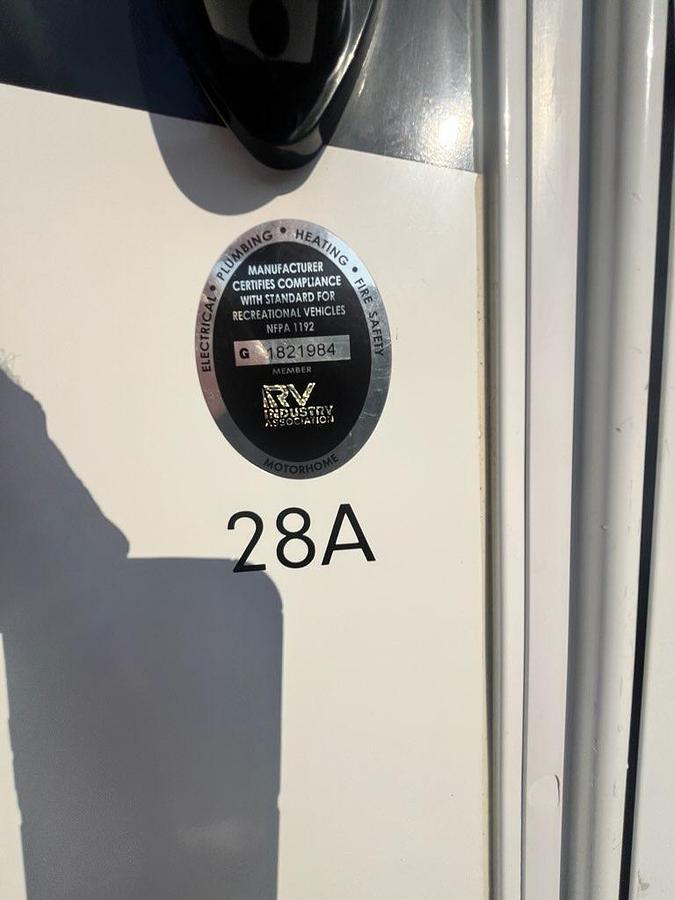 ELECTRICAL • PLUMBING • HEATING • FIRE SAFETY
MANUFACTURER
CERTIFIES COMPLIANCE
WITH STANDARD FOR
RECREATIONAL VEHICLES
NFPA 1192
G 1821984
MEMBER
RV
INDUSTRY
ASSOCIATION
MOTORHOME
28A